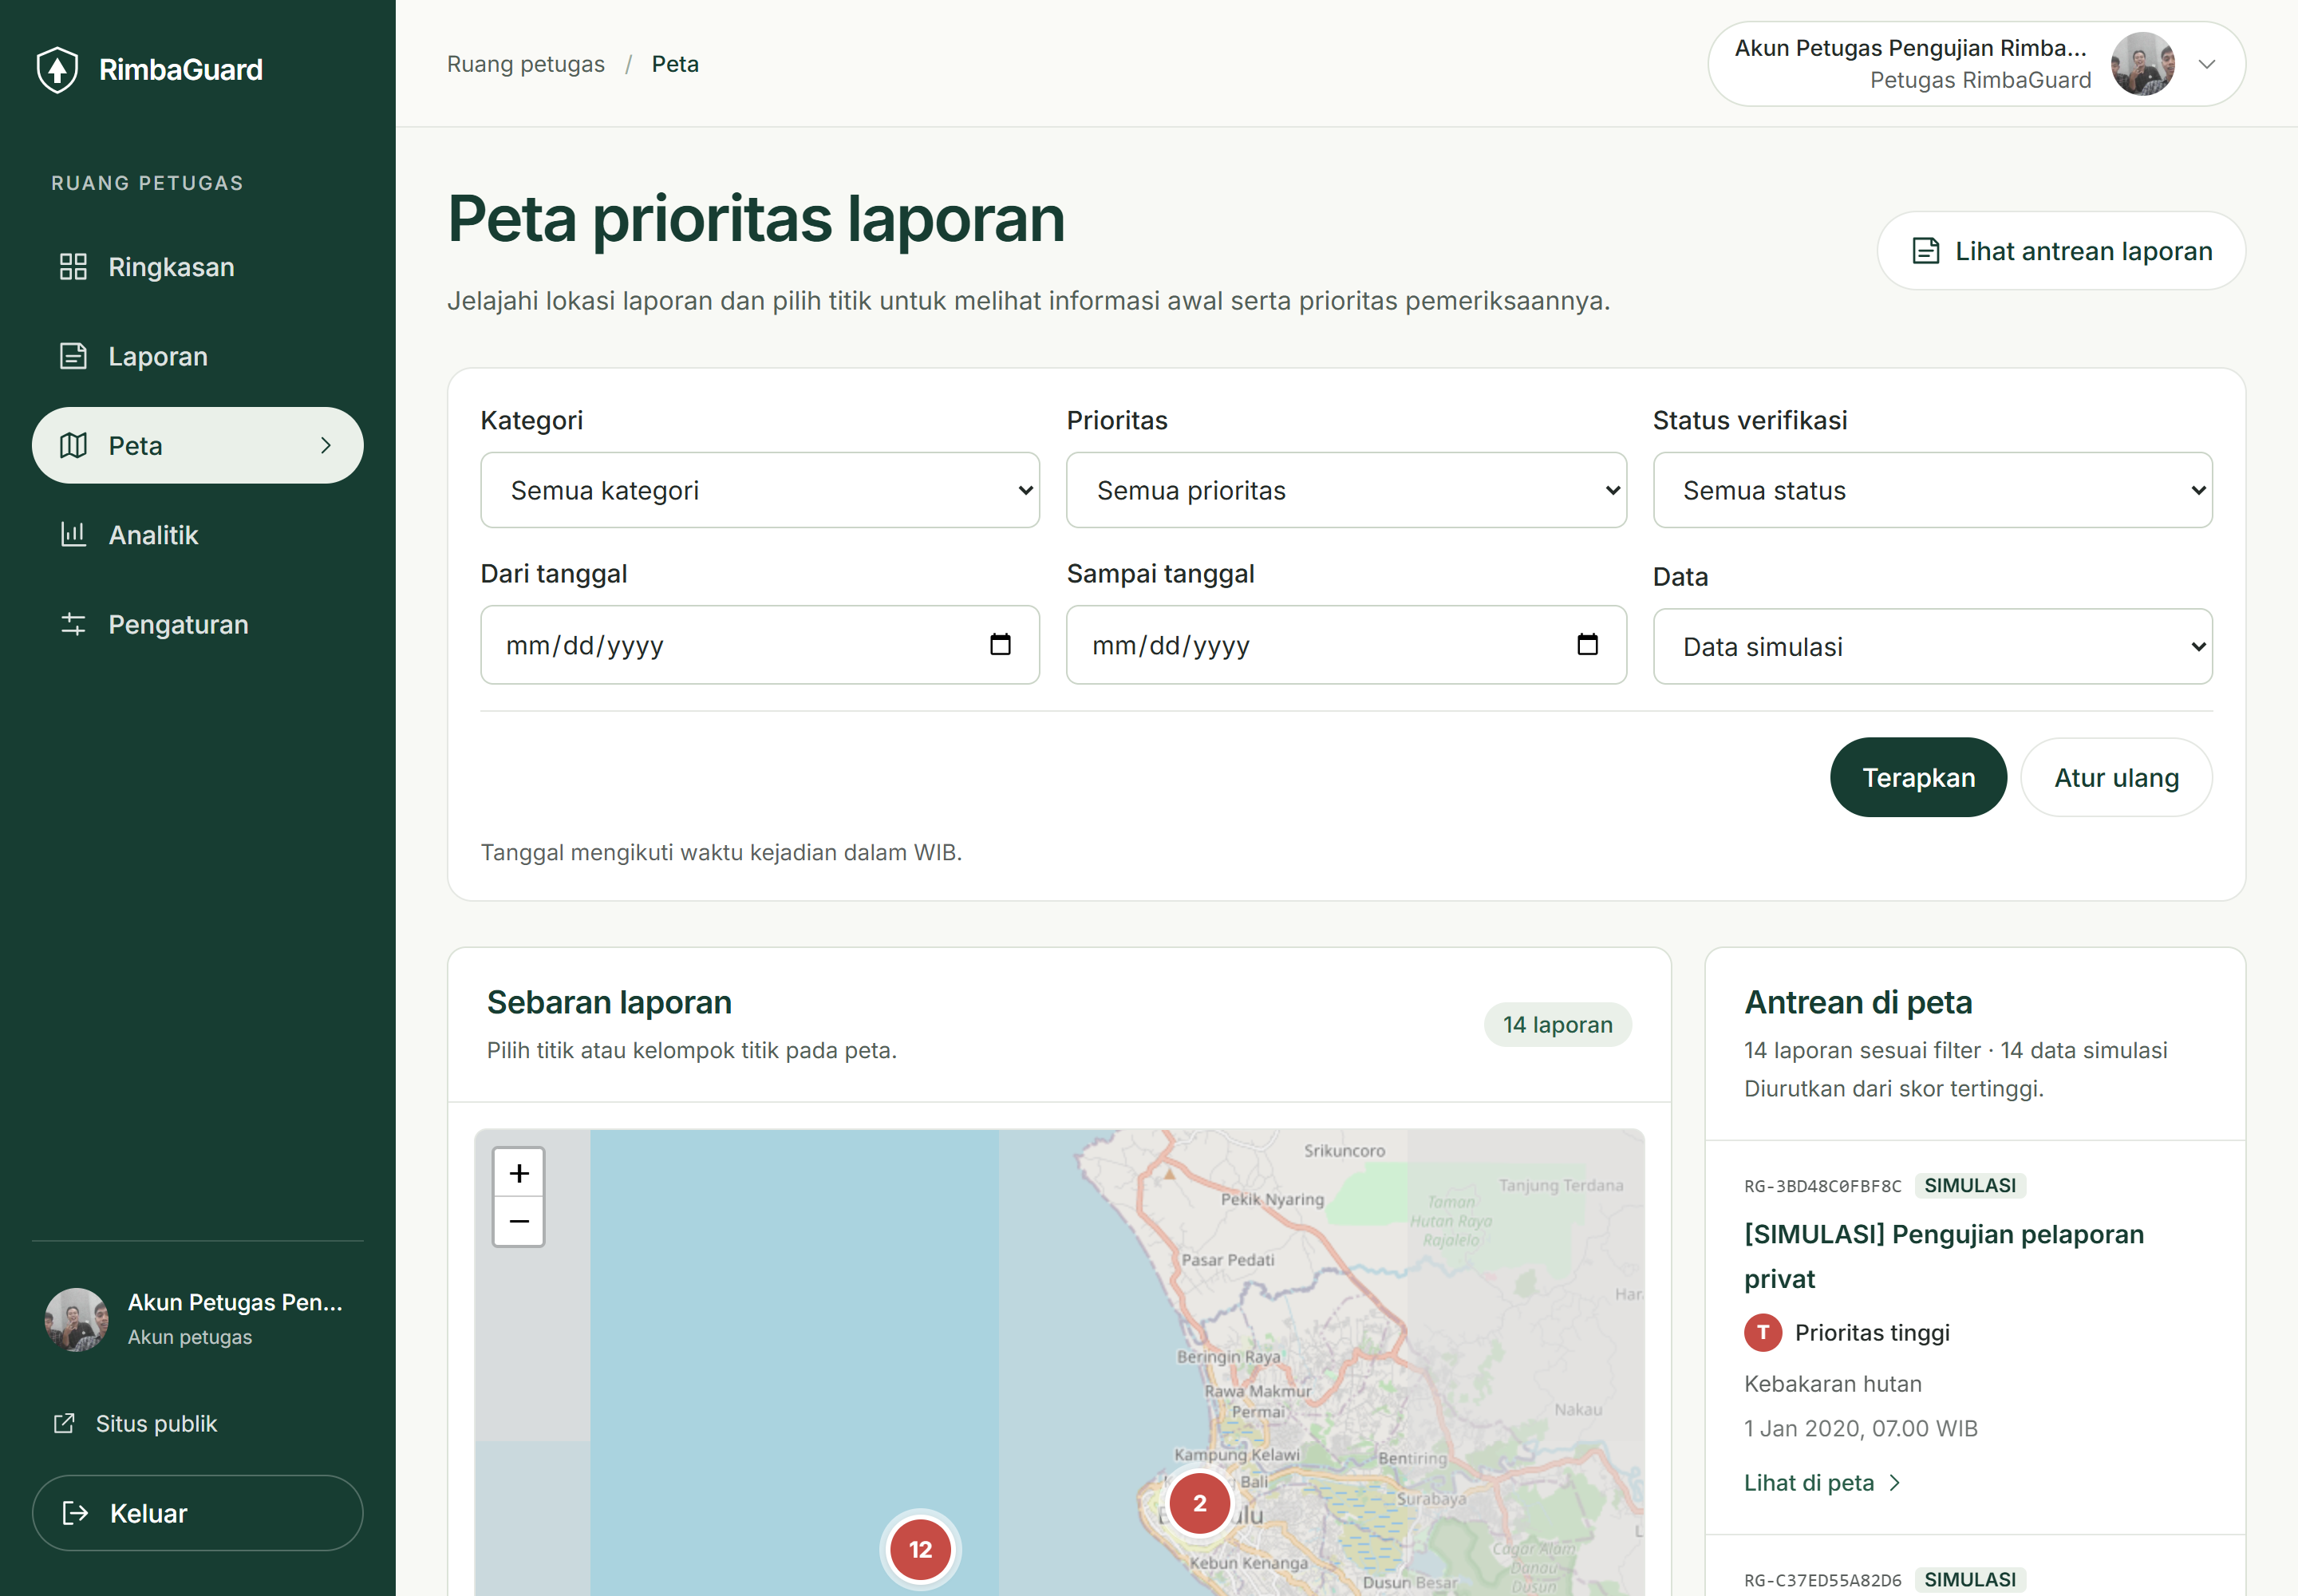 RimbaGuard
RUANG PETUGAS
Ringkasan
Laporan
Peta
Analitik
Pengaturan
Akun Petugas Pen...
Akun petugas
Situs publik
Keluar
Ruang petugas / Peta
Akun Petugas Pengujian Rimba...
Petugas RimbaGuard
Peta prioritas laporan
Jelajahi lokasi laporan dan pilih titik untuk melihat informasi awal serta prioritas pemeriksaannya.
Lihat antrean laporan
Kategori
Semua kategori
Prioritas
Semua prioritas
Status verifikasi
Semua status
Dari tanggal
mm/dd/yyyy
Sampai tanggal
mm/dd/yyyy
Data
Data simulasi
Terapkan
Atur ulang
Tanggal mengikuti waktu kejadian dalam WIB.
Sebaran laporan
Pilih titik atau kelompok titik pada peta.
14 laporan
+
−
Srikuncoro
Pekik Nyaring
Tanjung Terdana
Taman
Hutan Raya
Rajolelo
Pasar Pedati
Har
Beringin Raya
Rawa Makmur
Permai
Nakau
Kampung Kelawi
Bentiring
Bali
Surabaya
2
lu
12
Kebun Kenanga
Cagar Alam
Danau
Dusun
Dusun Besar
Antrean di peta
14 laporan sesuai filter · 14 data simulasi
Diurutkan dari skor tertinggi.
RG-3BD48C0FBF8C SIMULASI
[SIMULASI] Pengujian pelaporan
privat
T Prioritas tinggi
Kebakaran hutan
1 Jan 2020, 07.00 WIB
Lihat di peta
RG-C37ED55A82D6 SIMULASI